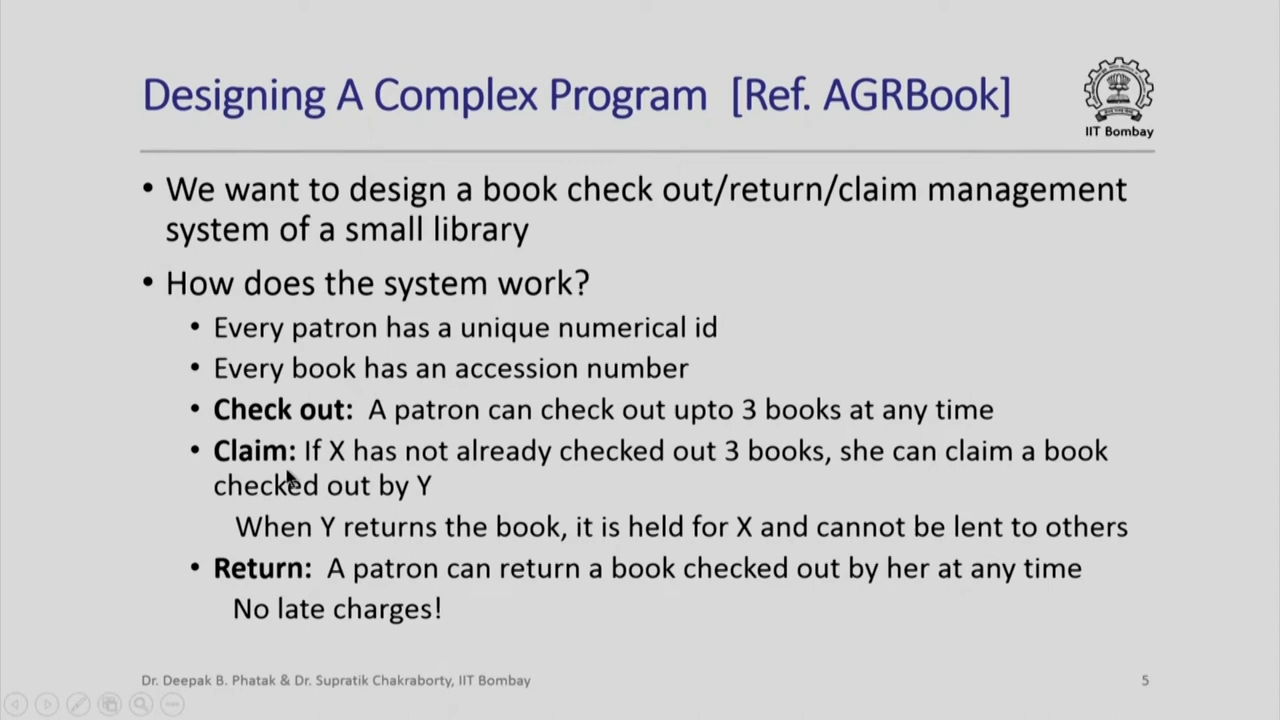 Designing A Complex Program [Ref. AGRBook]
IIT Bombay
• We want to design a book check out/return/claim management
system of a small library
• How does the system work?
• Every patron has a unique numerical id
• Every book has an accession number
• Check out: A patron can check out upto 3 books at any time
• Claim: If X has not already checked out 3 books, she can claim a book
checked out by Y
When Y returns the book, it is held for X and cannot be lent to others
• Return: A patron can return a book checked out by her at any time
No late charges!
Dr. Deepak B. Phatak & Dr. Supratik Chakraborty, IIT Bombay
5